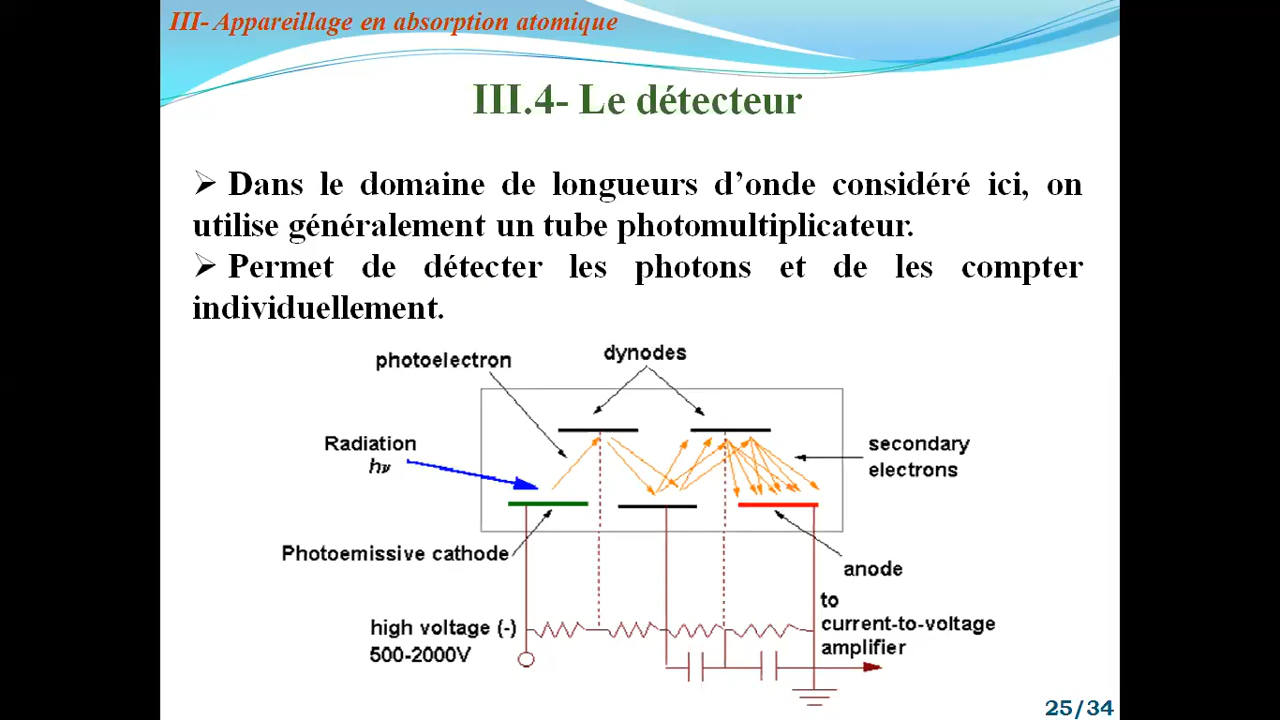 III- Appareillage en absorption atomique
III.4- Le détecteur
➢ Dans le domaine de longueurs d’onde considéré ici, on
utilise généralement un tube photomultiplicateur.
➢ Permet de détecter les photons et de les compter
individuellement.
photoelectron
dynodes
Radiation
hν
secondary
electrons
Photoemissive cathode
anode
to
current-to-voltage
amplifier
high voltage (-)
500-2000V
25/34